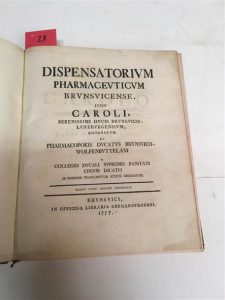 28
DISPENSATORIVM
PHARMACEVTICVM
BRVNSVICENSE,
IVSSV
CAROLI,
SERENISSIMI DVCIS BRVNSVICO-
LVNEBVRGENSIVM,
ADORNATVM
ET
PHARMACOPOEIS DVCATVS BRVNSVICO-
WOLFENBVTTELANI
A
COLLEGIO DVCALI SVPREMO SANITATI
CIVIVM DICATO
BRVNSVICI,
IN OFFICINA LIBRARIA ORPHANOTROPHEI.
1777.